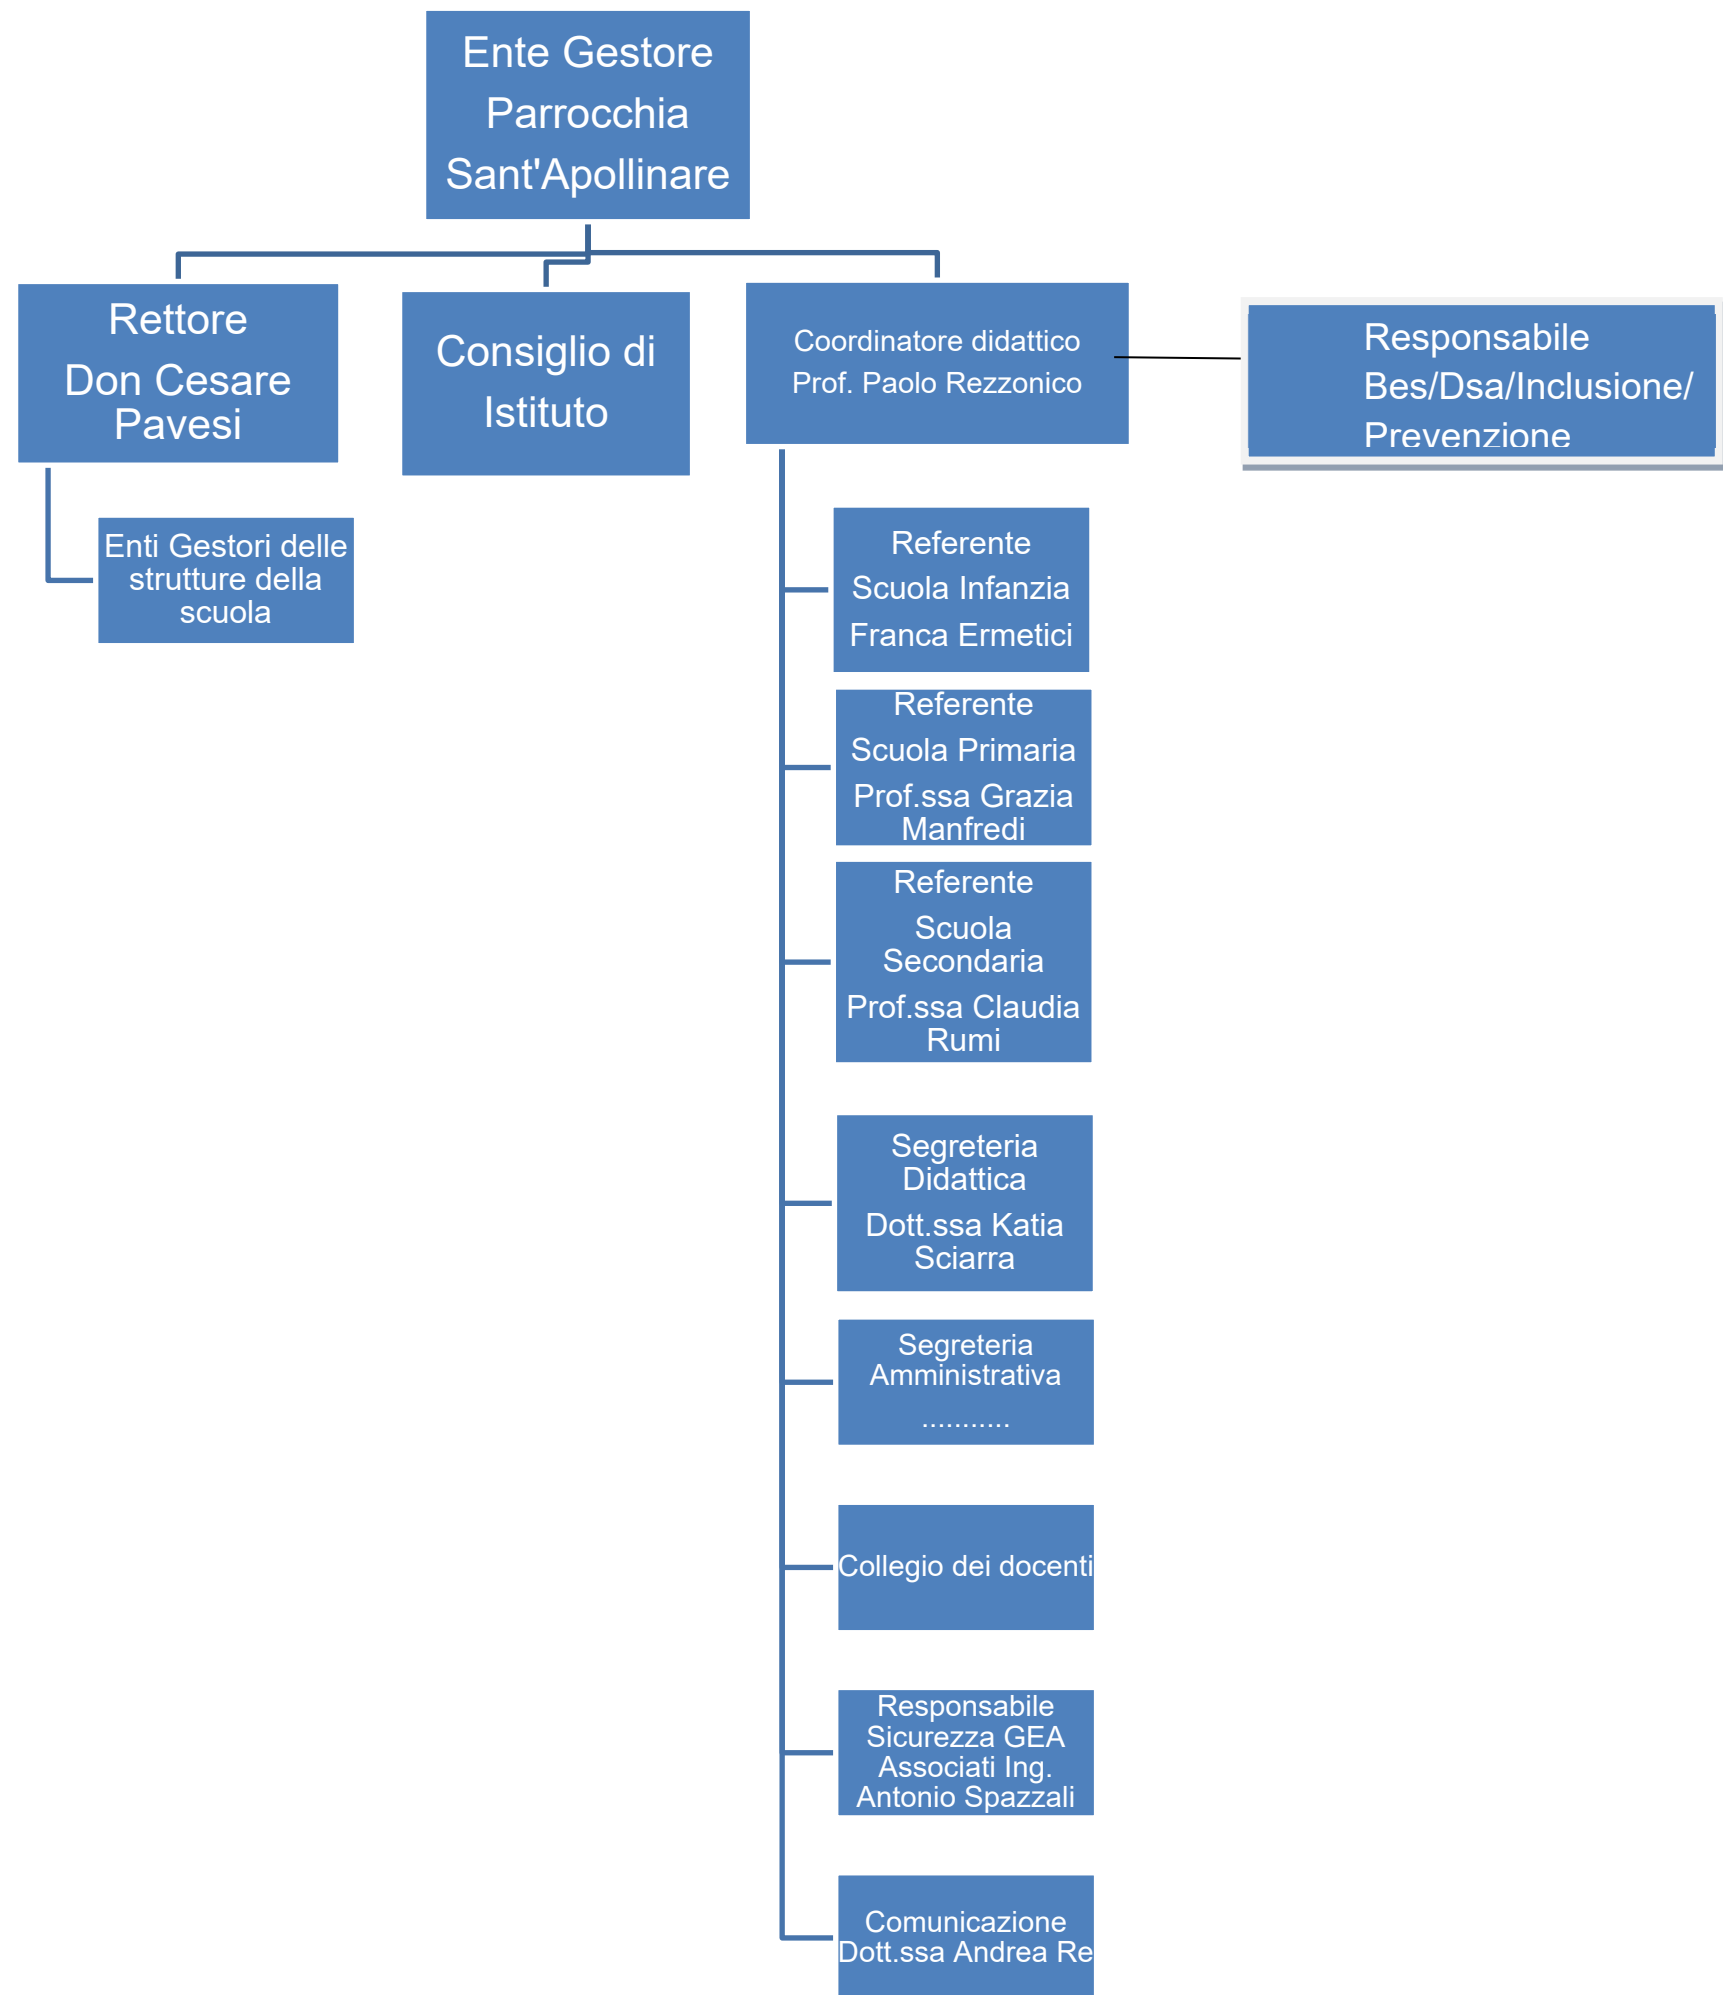 Ente Gestore
Parrocchia
Sant'Apollinare
Rettore
Don Cesare
Pavesi
Consiglio di
Istituto
Coordinatore didattico
Prof. Paolo Rezzonico
Responsabile
Bes/Dsa/Inclusione/
Prevenzione
Enti Gestori delle
strutture della
scuola
Referente
Scuola Infanzia
Franca Ermetici
Referente
Scuola Primaria
Prof.ssa Grazia
Manfredi
Referente
Scuola
Secondaria
Prof.ssa Claudia
Rumi
Segreteria
Didattica
Dott.ssa Katia
Sciarra
Segreteria
Amministrativa
...........
Collegio dei docenti
Responsabile
Sicurezza GEA
Associati Ing.
Antonio Spazzali
Comunicazione
Dott.ssa Andrea Re